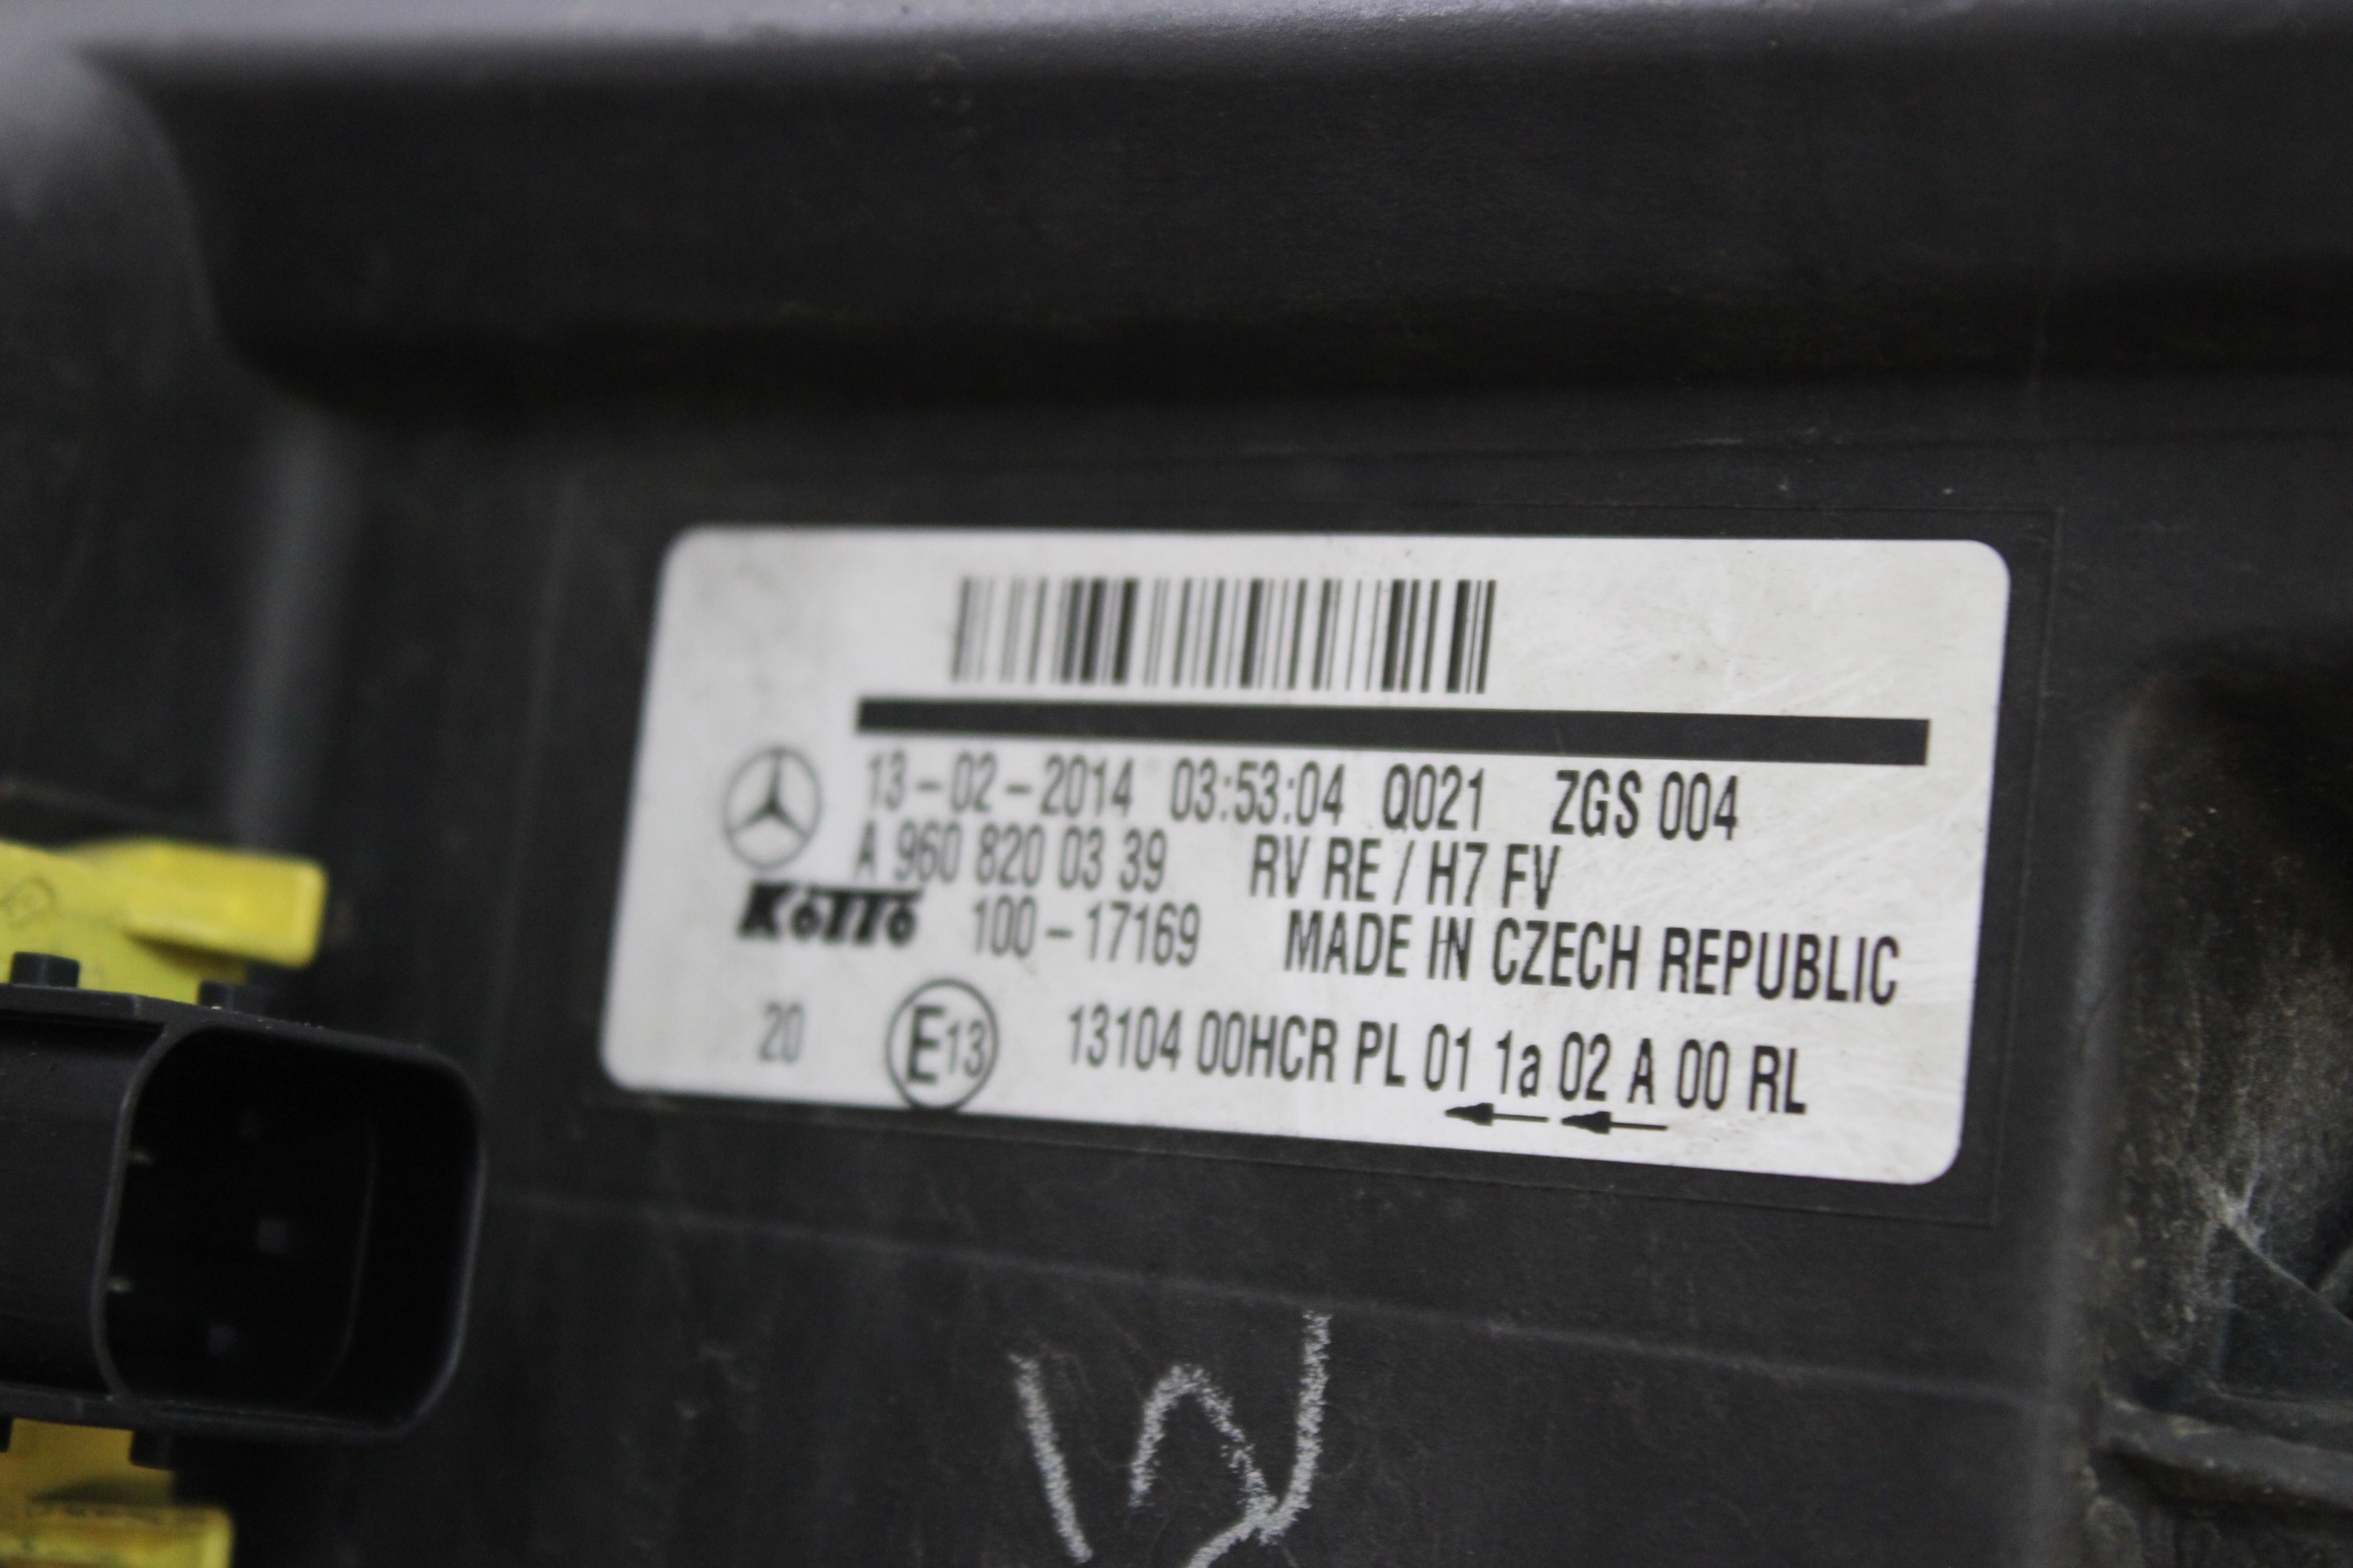 13-02-2014 03:53:04 Q021 ZGS 004
A 960 820 03 39 RV RE / H7 FV
KöTTö 100-17169 MADE IN CZECH REPUBLIC
20 E13 13104 00HCR PL 01 1a 02 A 00 RL